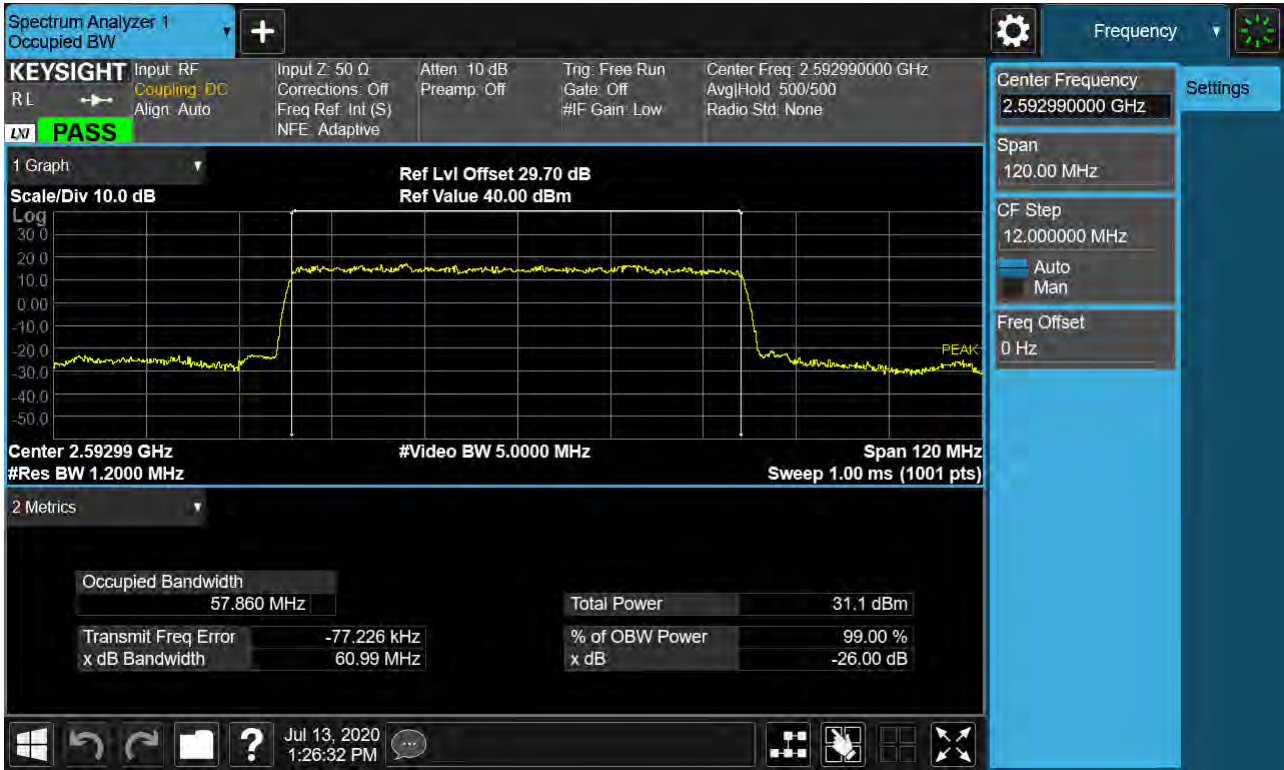 Spectrum Analyzer 1
Occupied BW
+
Frequency
KEYSIGHT
R L
LXI PASS
Input: RF
Coupling: DC
Align: Auto
Input Z: 50 Ω
Corrections: Off
Freq Ref: Int (S)
NFE: Adaptive
Atten: 10 dB
Preamp: Off
Trig: Free Run
Gate: Off
#IF Gain: Low
Center Freq: 2.592990000 GHz
Avg|Hold: 500/500
Radio Std: None
Center Frequency
2.592990000 GHz
Settings
Span
120.00 MHz
CF Step
12.000000 MHz
Auto
Man
Freq Offset
0 Hz
1 Graph
Scale/Div 10.0 dB
Ref Lvl Offset 29.70 dB
Ref Value 40.00 dBm
Log
30.0
20.0
10.0
0.00
-10.0
-20.0
-30.0
-40.0
-50.0
PEAK
Center 2.59299 GHz
#Video BW 5.0000 MHz
Span 120 MHz
#Res BW 1.2000 MHz
Sweep 1.00 ms (1001 pts)
2 Metrics
Occupied Bandwidth
57.860 MHz
Total Power 31.1 dBm
Transmit Freq Error -77.226 kHz
% of OBW Power 99.00 %
x dB Bandwidth 60.99 MHz
x dB -26.00 dB
?
Jul 13, 2020
1:26:32 PM